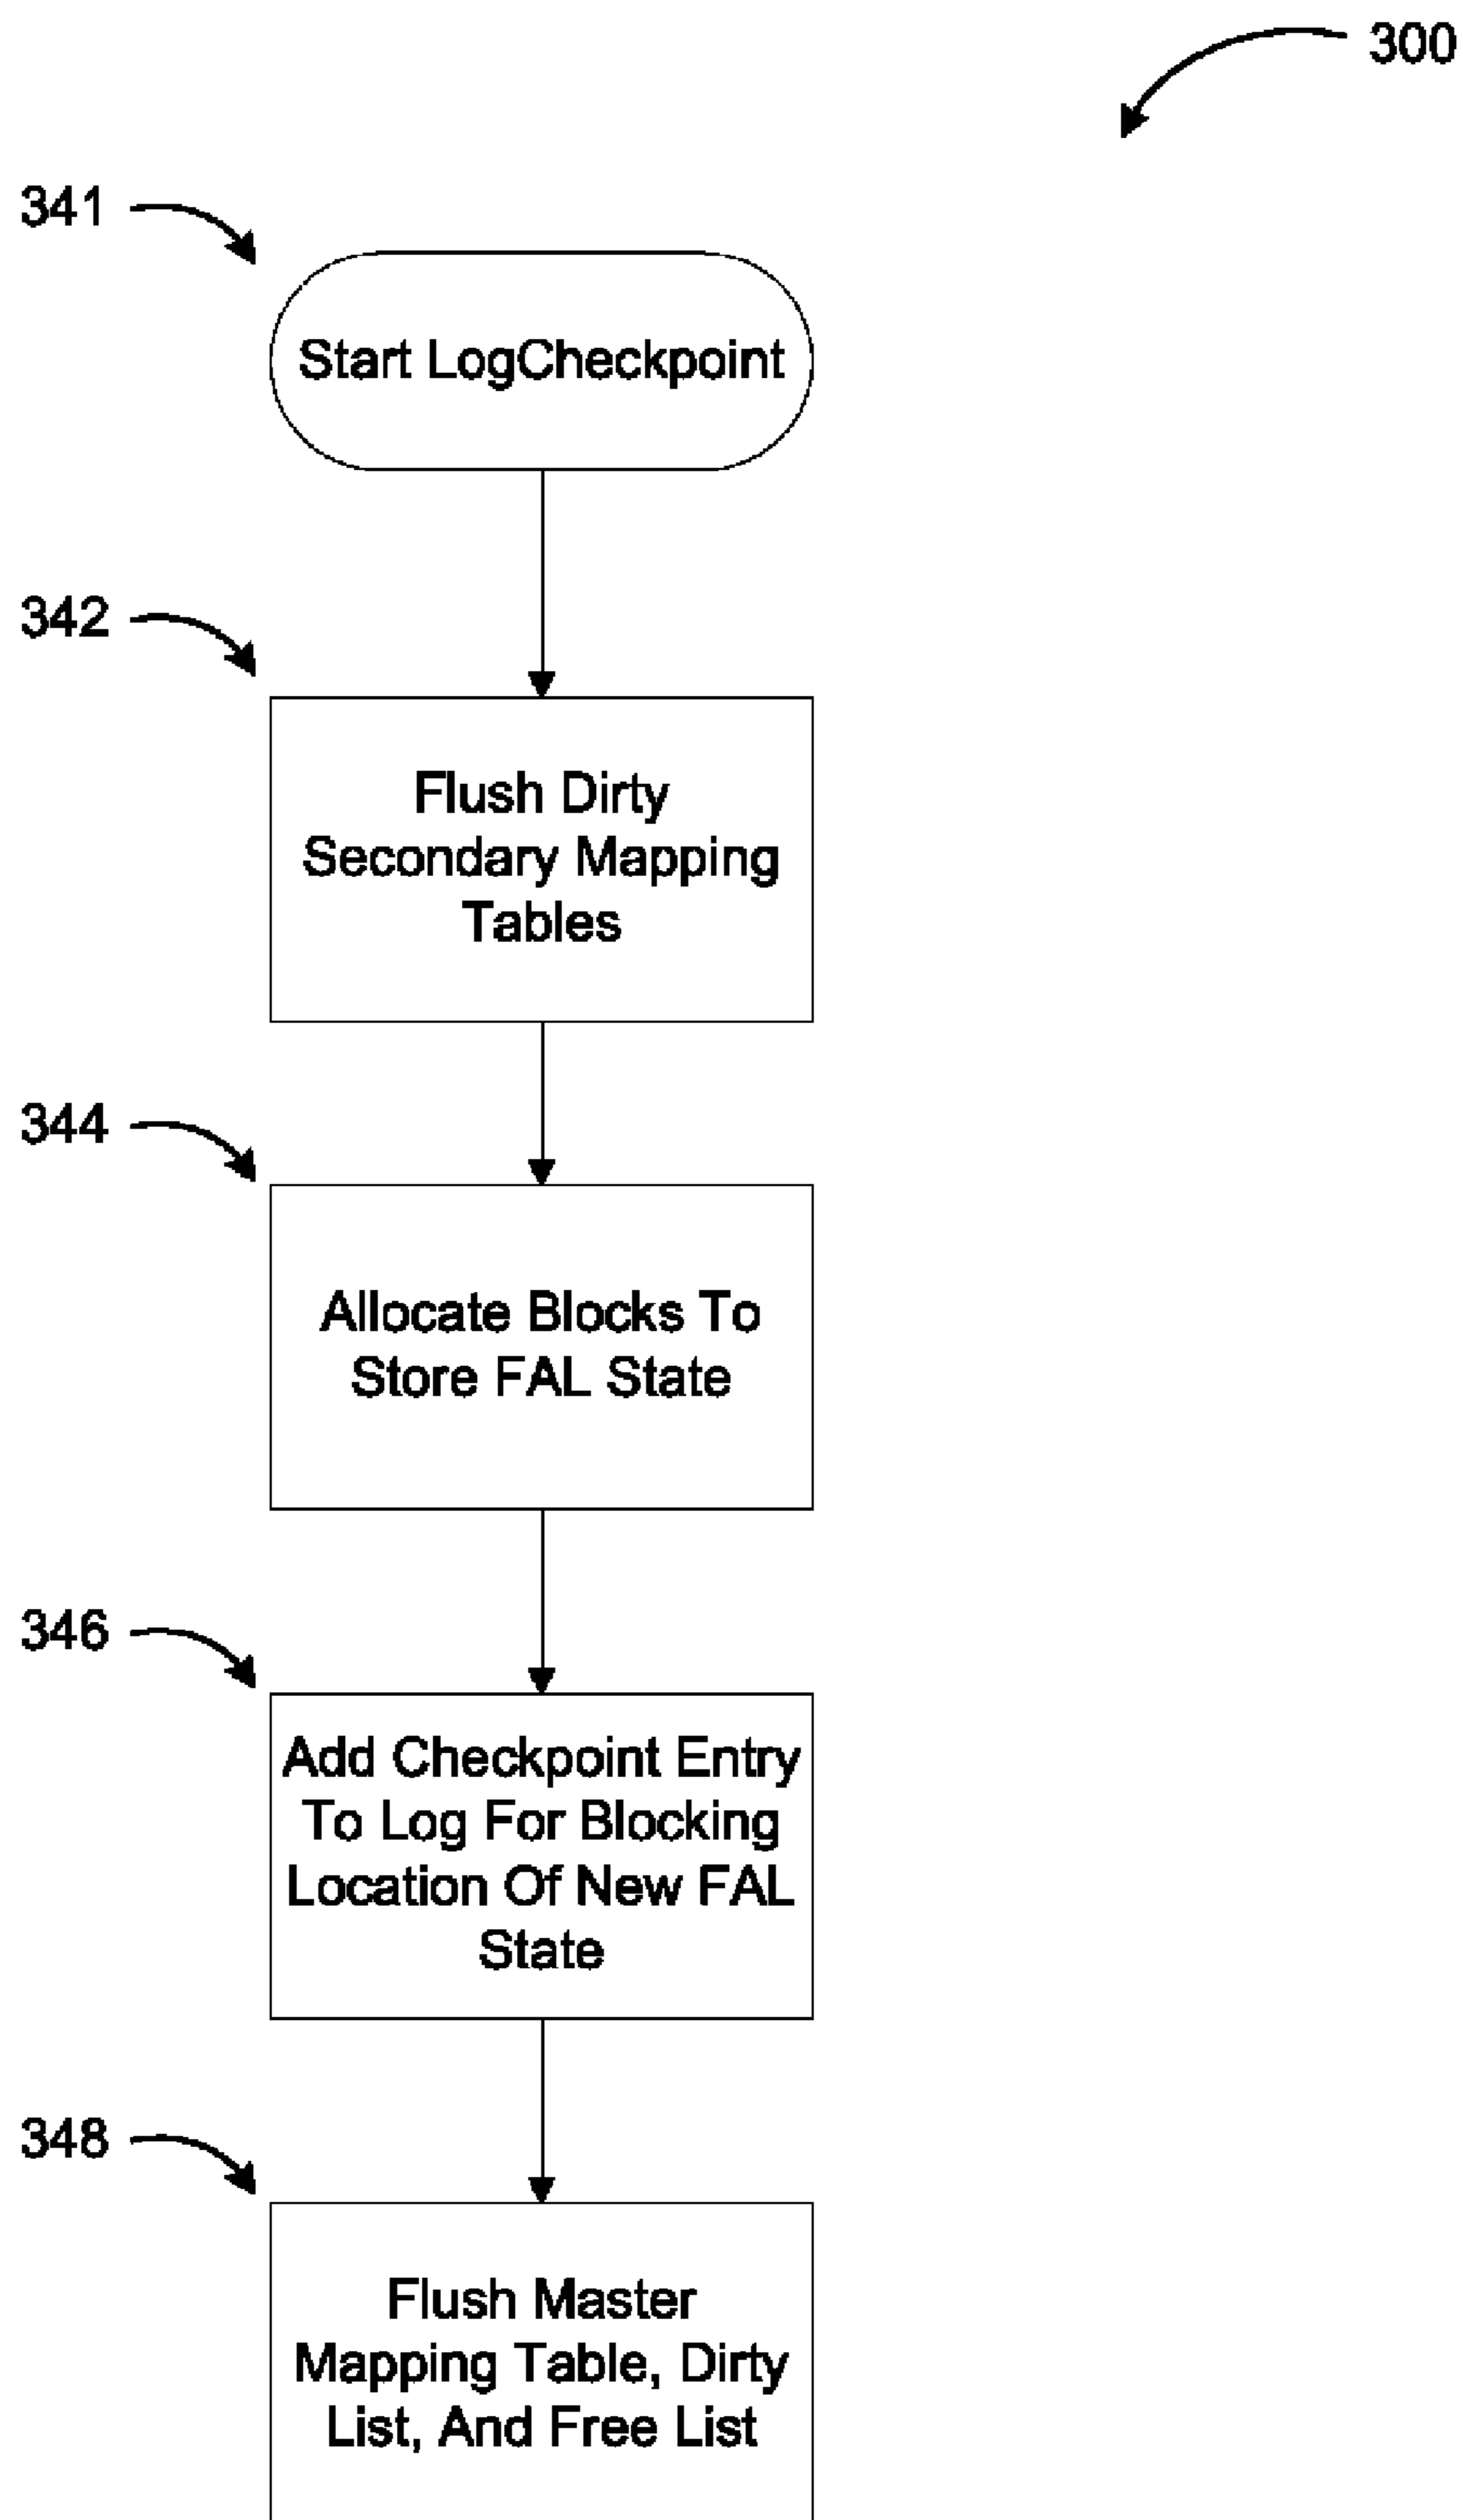 300
341
Start LogCheckpoint
342
Flush Dirty
Secondary Mapping
Tables
344
Allocate Blocks To
Store FAL State
346
Add Checkpoint Entry
To Log For Blocking
Location Of New FAL
State
348
Flush Master
Mapping Table, Dirty
List, And Free List